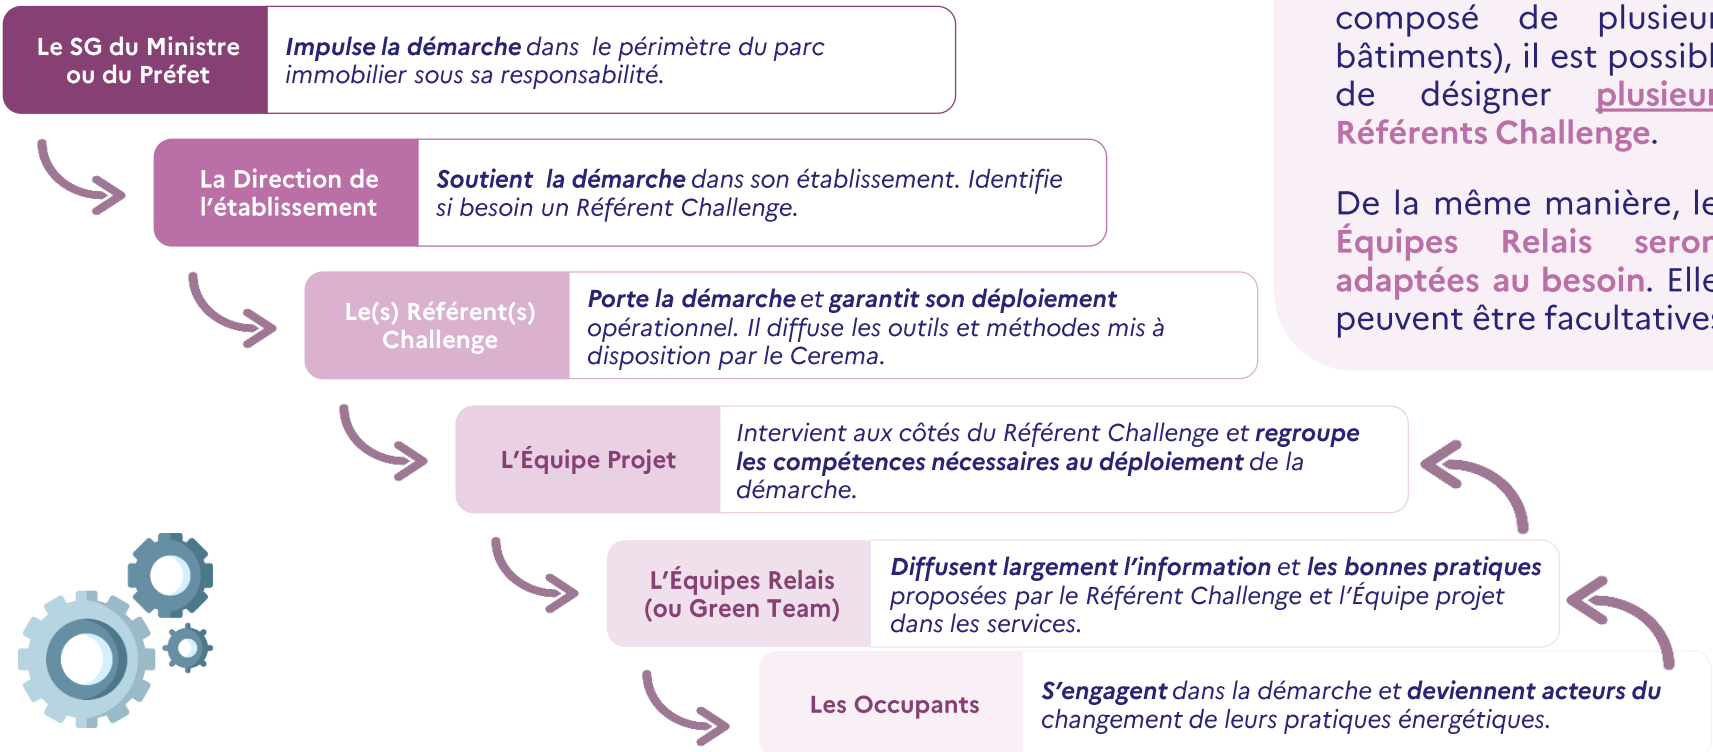 Le SG du Ministre
ou du Préfet
Impulse la démarche dans le périmètre du parc
immobilier sous sa responsabilité.
La Direction de
l'établissement
Soutient la démarche dans son établissement. Identifie
si besoin un Référent Challenge.
Le(s) Référent(s)
Challenge
Porte la démarche et garantit son déploiement
opérationnel. Il diffuse les outils et méthodes mis à
disposition par le Cerema.
L'Équipe Projet
Intervient aux côtés du Référent Challenge et regroupe
les compétences nécessaires au déploiement de la
démarche.
L'Équipes Relais
(ou Green Team)
Diffusent largement l'information et les bonnes pratiques
proposées par le Référent Challenge et l'Équipe projet
dans les services.
Les Occupants
S'engagent dans la démarche et deviennent acteurs du
changement de leurs pratiques énergétiques.
composé de plusieur
bâtiments), il est possibl
de désigner plusieur
Référents Challenge.
De la même manière, le
Équipes Relais seron
adaptées au besoin. Elle
peuvent être facultatives